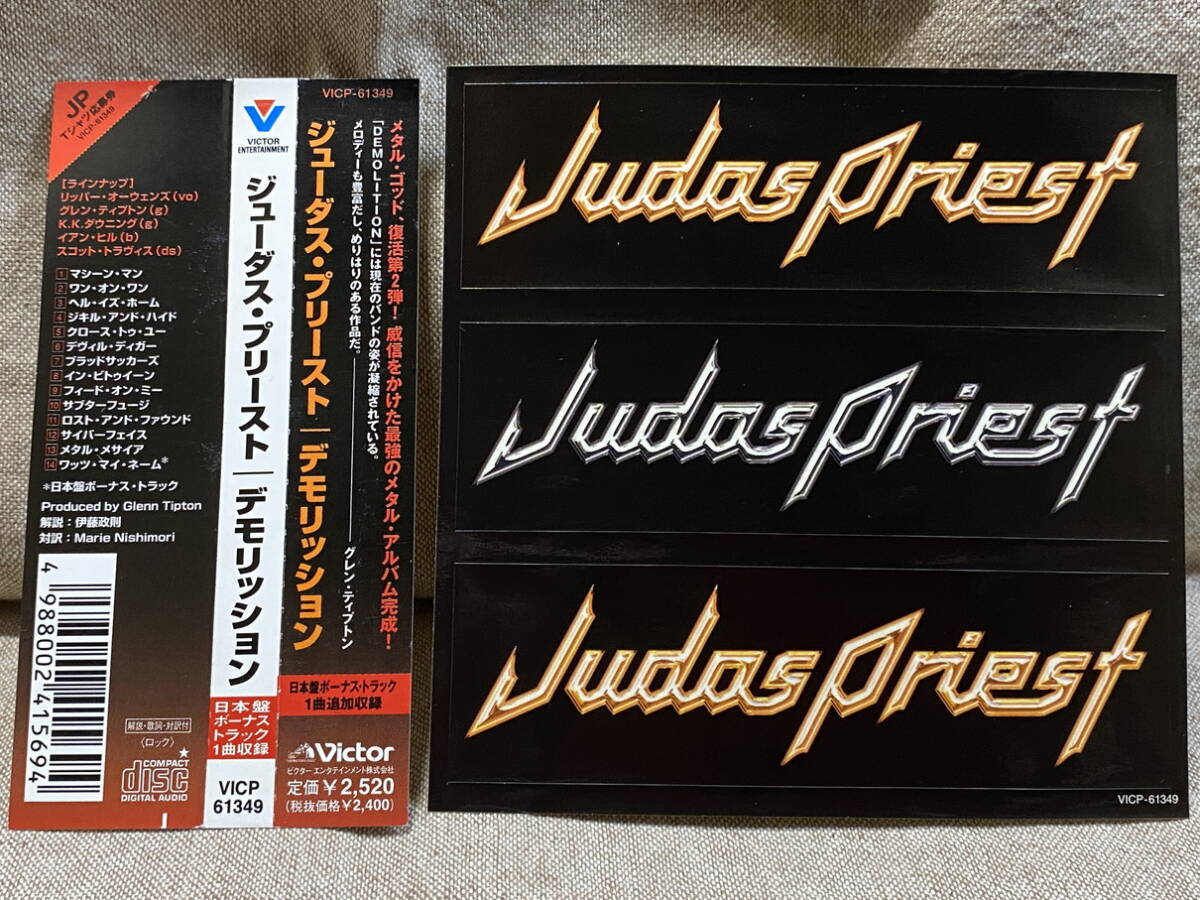 JP
Tシャツ応募券
VICP-61349
【ラインナップ】
リッパー・オーウェンズ(vo)
グレン・ティプトン(g)
K.K.ダウニング(g)
イアン・ヒル(b)
スコット・トラヴィス(ds)
1 マシーン・マン
2 ワン・オン・ワン
3 ヘル・イズ・ホーム
4 ジキル・アンド・ハイド
5 クロース・トゥ・ユー
6 デヴィル・ディガー
7 ブラッドサッカーズ
8 イン・ビトゥイーン
9 フィード・オン・ミー
10 サブターフュージ
11 ロスト・アンド・ファウンド
12 サイバーフェイス
13 メタル・メサイア
14 ワッツ・マイ・ネーム*
*日本盤ボーナス・トラック
Produced by Glenn Tipton
解説:伊藤政則
対訳:Marie Nishimori
4 988002 415694
解説・歌詞・対訳付
〈ロック〉
COMPACT
disc
DIGITAL AUDIO
VICTOR
ENTERTAINMENT
ジューダス・プリースト|デモリッション
日本盤
ボーナス
トラック
1曲収録
VICP
61349
VICP-61349
メタル・ゴッド、復活第2弾!威信をかけた最強のメタル・アルバム完成!
「DEMOLITION」には現在のバンドの姿が凝縮されている。
メロディーも豊富だし、めりはりのある作品だ。
グレン・ティプトン
ジューダス・プリースト|デモリッション
日本盤ボーナス・トラック
1曲追加収録
Victor
ビクター エンタテインメント株式会社
定価¥2,520
(税抜価格¥2,400)
Judas Priest
Judas Priest
Judas Priest
VICP-61349